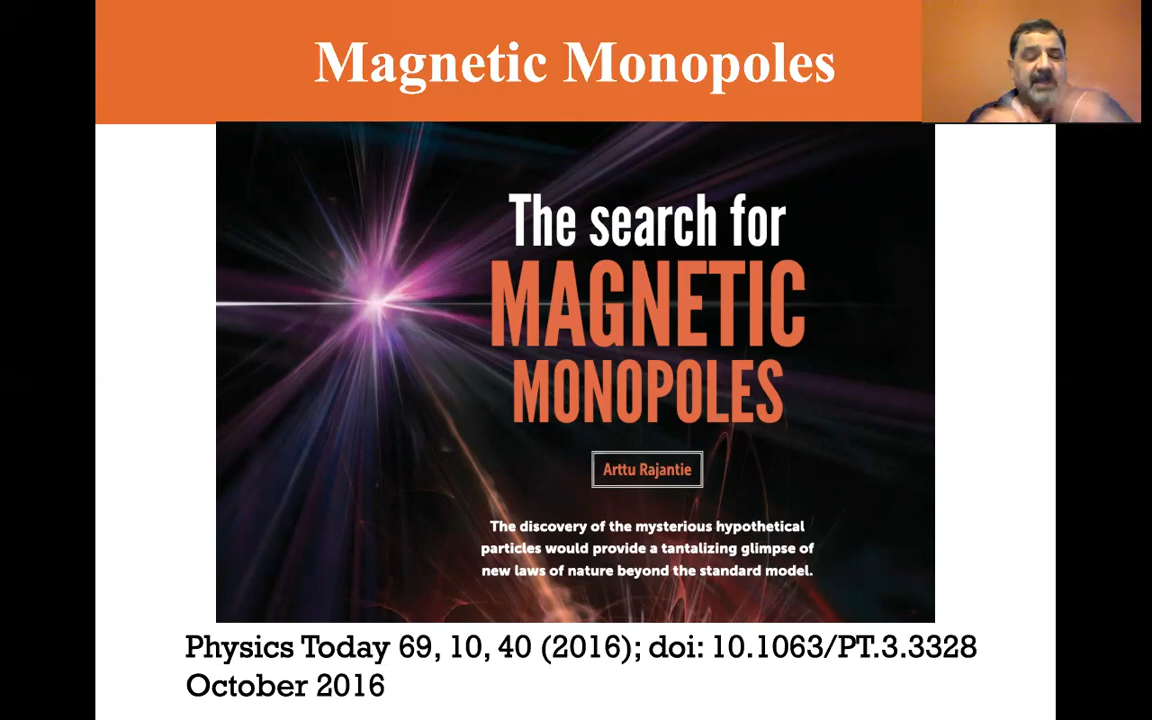 Magnetic Monopoles
The search for
MAGNETIC
MONOPOLES
Arttu Rajantie
The discovery of the mysterious hypothetical
particles would provide a tantalizing glimpse of
new laws of nature beyond the standard model.
Physics Today 69, 10, 40 (2016); doi: 10.1063/PT.3.3328
October 2016